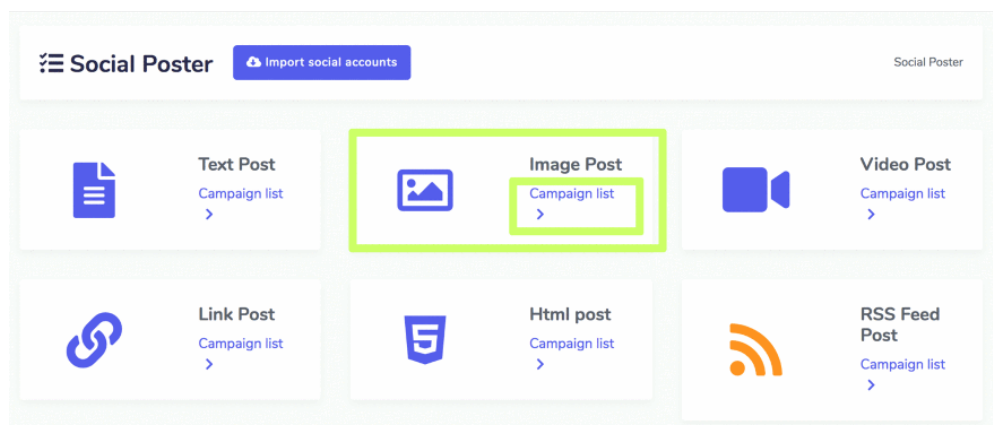 Social Poster
Import social accounts
Social Poster
Text Post
Campaign list
>
Image Post
Campaign list
>
Video Post
Campaign list
>
Link Post
Campaign list
>
Html post
Campaign list
>
RSS Feed
Post
Campaign list
>